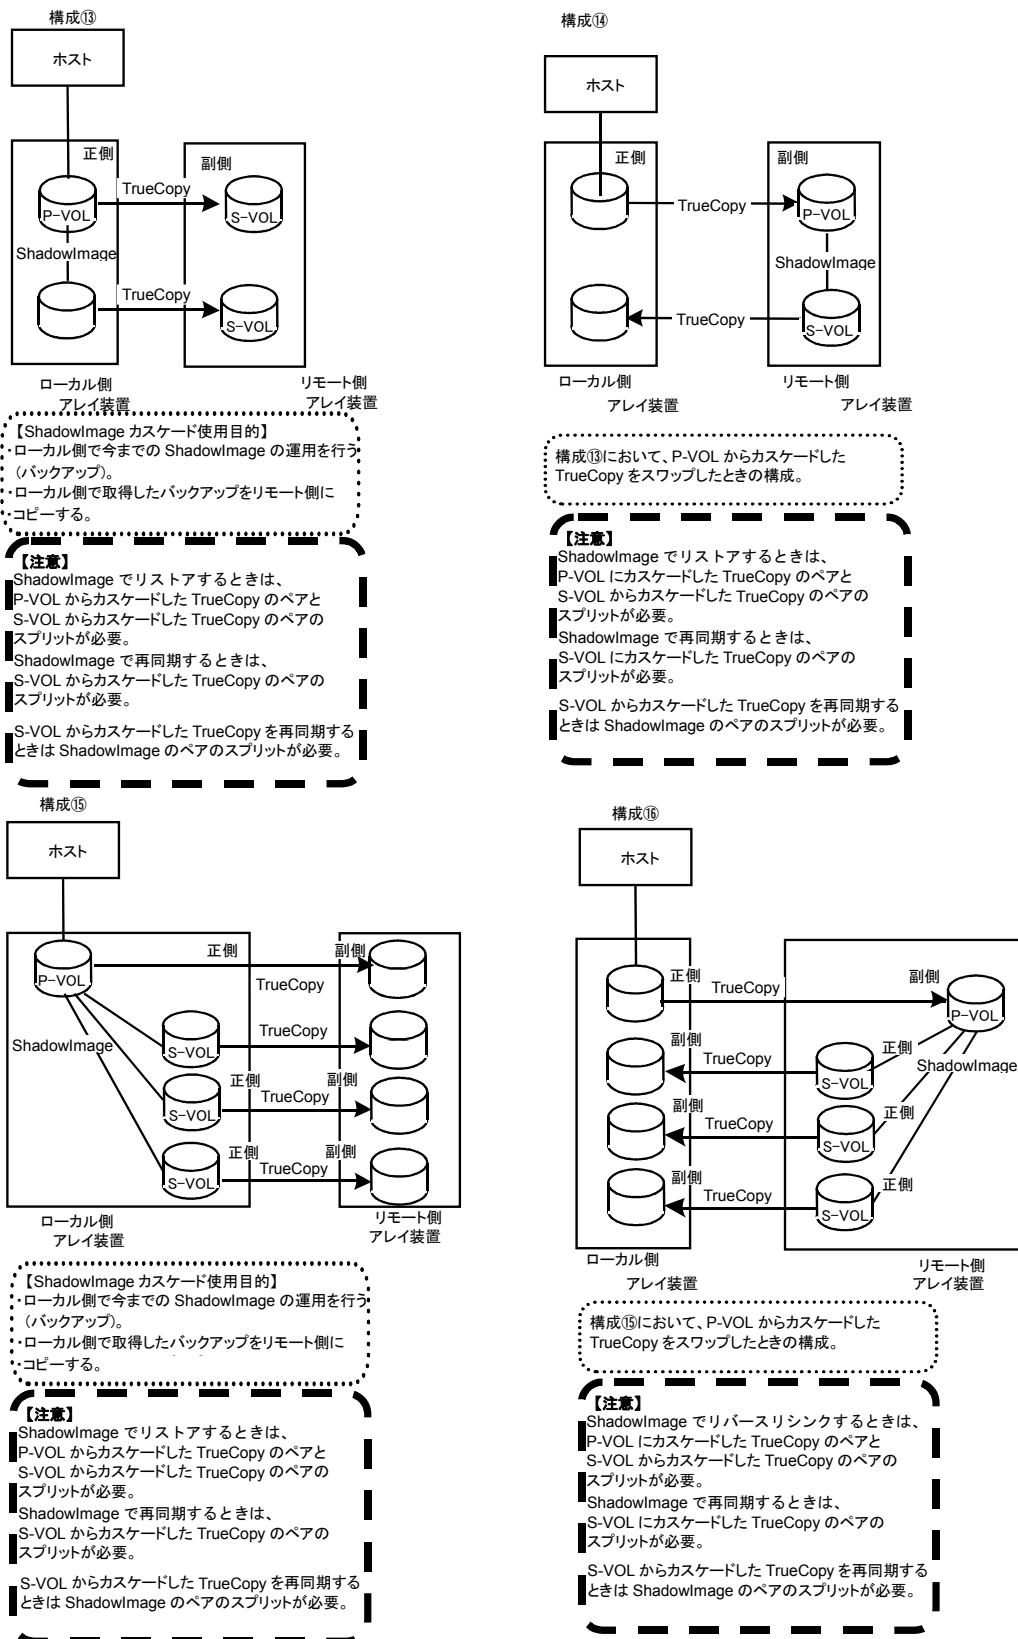 構成⑬
ホスト
正側
副側
TrueCopy
P-VOL
S-VOL
ShadowImage
TrueCopy
S-VOL
ローカル側
アレイ装置
リモート側
アレイ装置
【ShadowImage カスケード使用目的】
・ローカル側で今までの ShadowImage の運用を行う
(バックアップ)。
・ローカル側で取得したバックアップをリモート側に
コピーする。
【注意】
ShadowImage でリストアするときは、
P-VOL からカスケードした TrueCopy のペアと
S-VOL からカスケードした TrueCopy のペアの
スプリットが必要。
ShadowImage で再同期するときは、
S-VOL からカスケードした TrueCopy のペアの
スプリットが必要。
S-VOL からカスケードした TrueCopy を再同期する
ときは ShadowImage のペアのスプリットが必要。
構成⑭
ホスト
正側
副側
TrueCopy
P-VOL
ShadowImage
TrueCopy
S-VOL
ローカル側
アレイ装置
リモート側
アレイ装置
構成⑬において、P-VOL からカスケードした
TrueCopy をスワップしたときの構成。
【注意】
ShadowImage でリストアするときは、
P-VOL にカスケードした TrueCopy のペアと
S-VOL からカスケードした TrueCopy のペアの
スプリットが必要。
ShadowImage で再同期するときは、
S-VOL にカスケードした TrueCopy のペアの
スプリットが必要。
S-VOL からカスケードした TrueCopy を再同期する
ときは ShadowImage のペアのスプリットが必要。
構成⑮
ホスト
正側
副側
P-VOL
TrueCopy
TrueCopy
ShadowImage
S-VOL
正側
副側
TrueCopy
S-VOL
正側
副側
TrueCopy
S-VOL
ローカル側
アレイ装置
リモート側
アレイ装置
【ShadowImage カスケード使用目的】
・ローカル側で今までの ShadowImage の運用を行う
(バックアップ)。
・ローカル側で取得したバックアップをリモート側に
・コピーする。
【注意】
ShadowImage でリストアするときは、
P-VOL からカスケードした TrueCopy のペアと
S-VOL からカスケードした TrueCopy のペアの
スプリットが必要。
ShadowImage で再同期するときは、
S-VOL からカスケードした TrueCopy のペアの
スプリットが必要。
S-VOL からカスケードした TrueCopy を再同期する
ときは ShadowImage のペアのスプリットが必要。
構成⑯
ホスト
正側
副側
TrueCopy
P-VOL
副側
正側
TrueCopy
ShadowImage
S-VOL
副側
正側
TrueCopy
S-VOL
副側
正側
TrueCopy
S-VOL
ローカル側
アレイ装置
リモート側
アレイ装置
構成⑮において、P-VOL からカスケードした
TrueCopy をスワップしたときの構成。
【注意】
ShadowImage でリバースリシンクするときは、
P-VOL にカスケードした TrueCopy のペアと
S-VOL からカスケードした TrueCopy のペアの
スプリットが必要。
ShadowImage で再同期するときは、
S-VOL にカスケードした TrueCopy のペアの
スプリットが必要。
S-VOL からカスケードした TrueCopy を再同期する
ときは ShadowImage のペアのスプリットが必要。